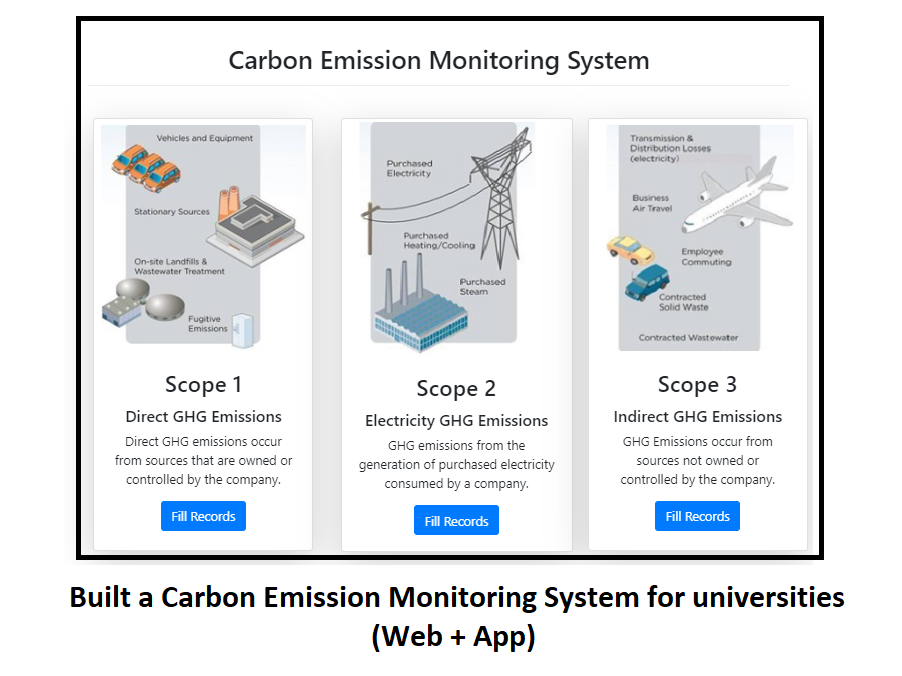 Carbon Emission Monitoring System
Vehicles and Equipment
Stationary Sources
On-site Landfills &
Wastewater Treatment
Fugitive
Emissions
Scope 1
Direct GHG Emissions
Direct GHG emissions occur
from sources that are owned or
controlled by the company.
Fill Records
Purchased
Electricity
Purchased
Heating/Cooling
Purchased
Steam
Scope 2
Electricity GHG Emissions
GHG emissions from the
generation of purchased electricity
consumed by a company.
Fill Records
Transmission &
Distribution Losses
(electricity)
Business
Air Travel
Employee
Commuting
Contracted
Solid Waste
Contracted Wastewater
Scope 3
Indirect GHG Emissions
GHG Emissions occur from
sources not owned or
controlled by the company.
Fill Records
Built a Carbon Emission Monitoring System for universities
(Web + App)